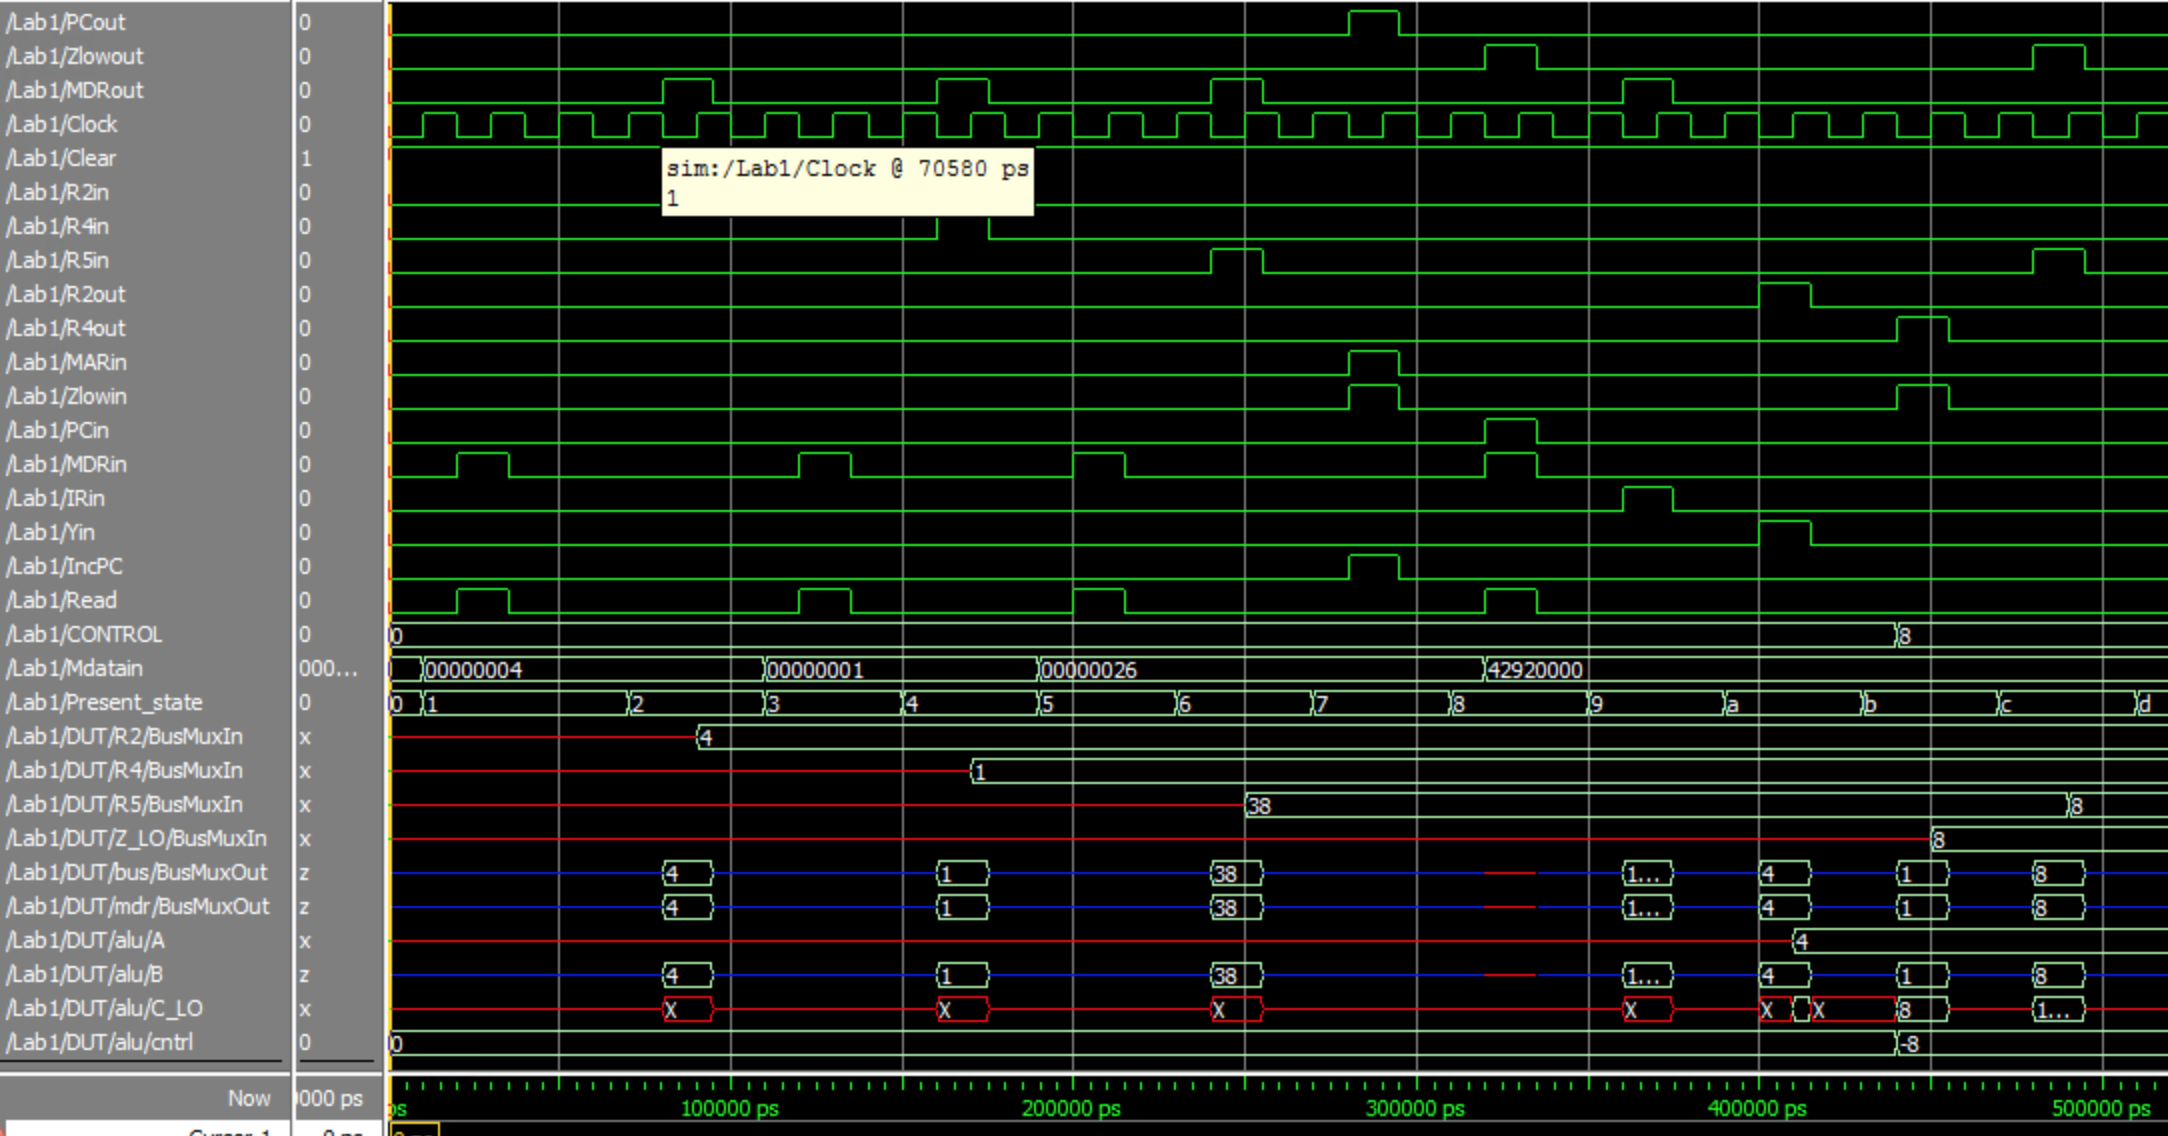 /Lab1/PCout 0
/Lab1/Zlowout 0
/Lab1/MDRout 0
/Lab1/Clock 0
/Lab1/Clear 1
sim:/Lab1/Clock @ 70580 ps
1
/Lab1/R2in 0
/Lab1/R4in 0
/Lab1/R5in 0
/Lab1/R2out 0
/Lab1/R4out 0
/Lab1/MARin 0
/Lab1/Zlowin 0
/Lab1/PCin 0
/Lab1/MDRin 0
/Lab1/IRin 0
/Lab1/Yin 0
/Lab1/IncPC 0
/Lab1/Read 0
/Lab1/CONTROL 0 0 8
/Lab1/Mdatain 000... 00000004 00000001 00000026 42920000
/Lab1/Present_state 0 0 1 2 3 4 5 6 7 8 9 a b c d
/Lab1/DUT/R2/BusMuxIn x 4
/Lab1/DUT/R4/BusMuxIn x 1
/Lab1/DUT/R5/BusMuxIn x 38 8
/Lab1/DUT/Z_LO/BusMuxIn x 8
/Lab1/DUT/bus/BusMuxOut z 4 1 38 1... 4 1 8
/Lab1/DUT/mdr/BusMuxOut z 4 1 38 1... 4 1 8
/Lab1/DUT/alu/A x 4
/Lab1/DUT/alu/B z 4 1 38 1... 4 1 8
/Lab1/DUT/alu/C_LO x X X X X X X 8 1...
/Lab1/DUT/alu/cntrl 0 0 -8
Now 000 ps ps 100000 ps 200000 ps 300000 ps 400000 ps 500000 ps